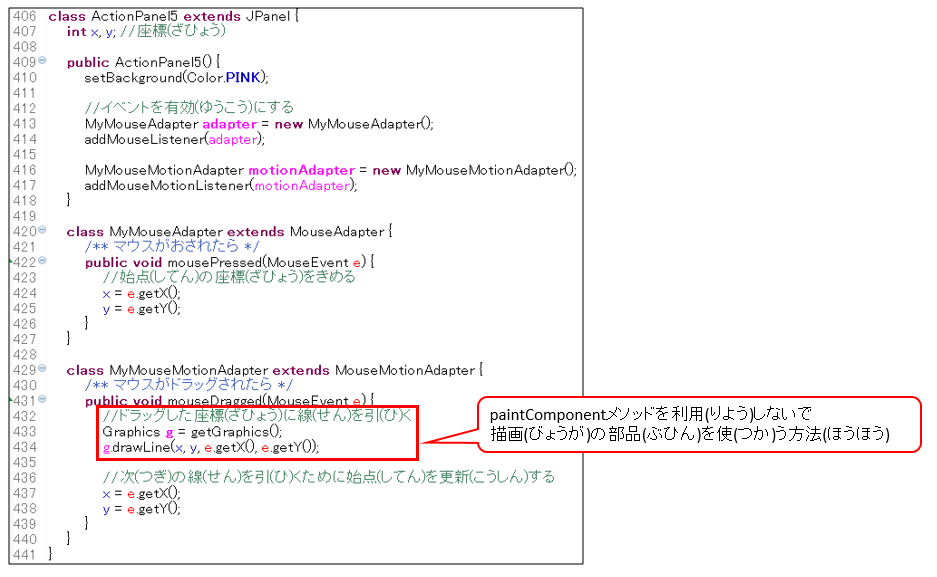 406 class ActionPanel5 extends JPanel {
407 int x, y; //座標(ざひょう)
408
409 public ActionPanel5() {
410 setBackground(Color.PINK);
411
412 //イベントを有効(ゆうこう)にする
413 MyMouseAdapter adapter = new MyMouseAdapter();
414 addMouseListener(adapter);
415
416 MyMouseMotionAdapter motionAdapter = new MyMouseMotionAdapter();
417 addMouseMotionListener(motionAdapter);
418 }
419
420 class MyMouseAdapter extends MouseAdapter {
421 /** マウスがおされたら */
422 public void mousePressed(MouseEvent e) {
423 //始点(してん)の座標(ざひょう)をきめる
424 x = e.getX();
425 y = e.getY();
426 }
427 }
428
429 class MyMouseMotionAdapter extends MouseMotionAdapter {
430 /** マウスがドラッグされたら */
431 public void mouseDragged(MouseEvent e) {
432 //ドラッグした座標(ざひょう)に線(せん)を引(ひ)く
433 Graphics g = getGraphics();
434 g.drawLine(x, y, e.getX(), e.getY());
435
436 //次(つぎ)の線(せん)を引(ひ)くために始点(してん)を更新(こうしん)する
437 x = e.getX();
438 y = e.getY();
439 }
440 }
441 }
paintComponentメソッドを利用(りよう)しないで
描画(びょうが)の部品(ぶひん)を使(つか)う方法((ほうほう)